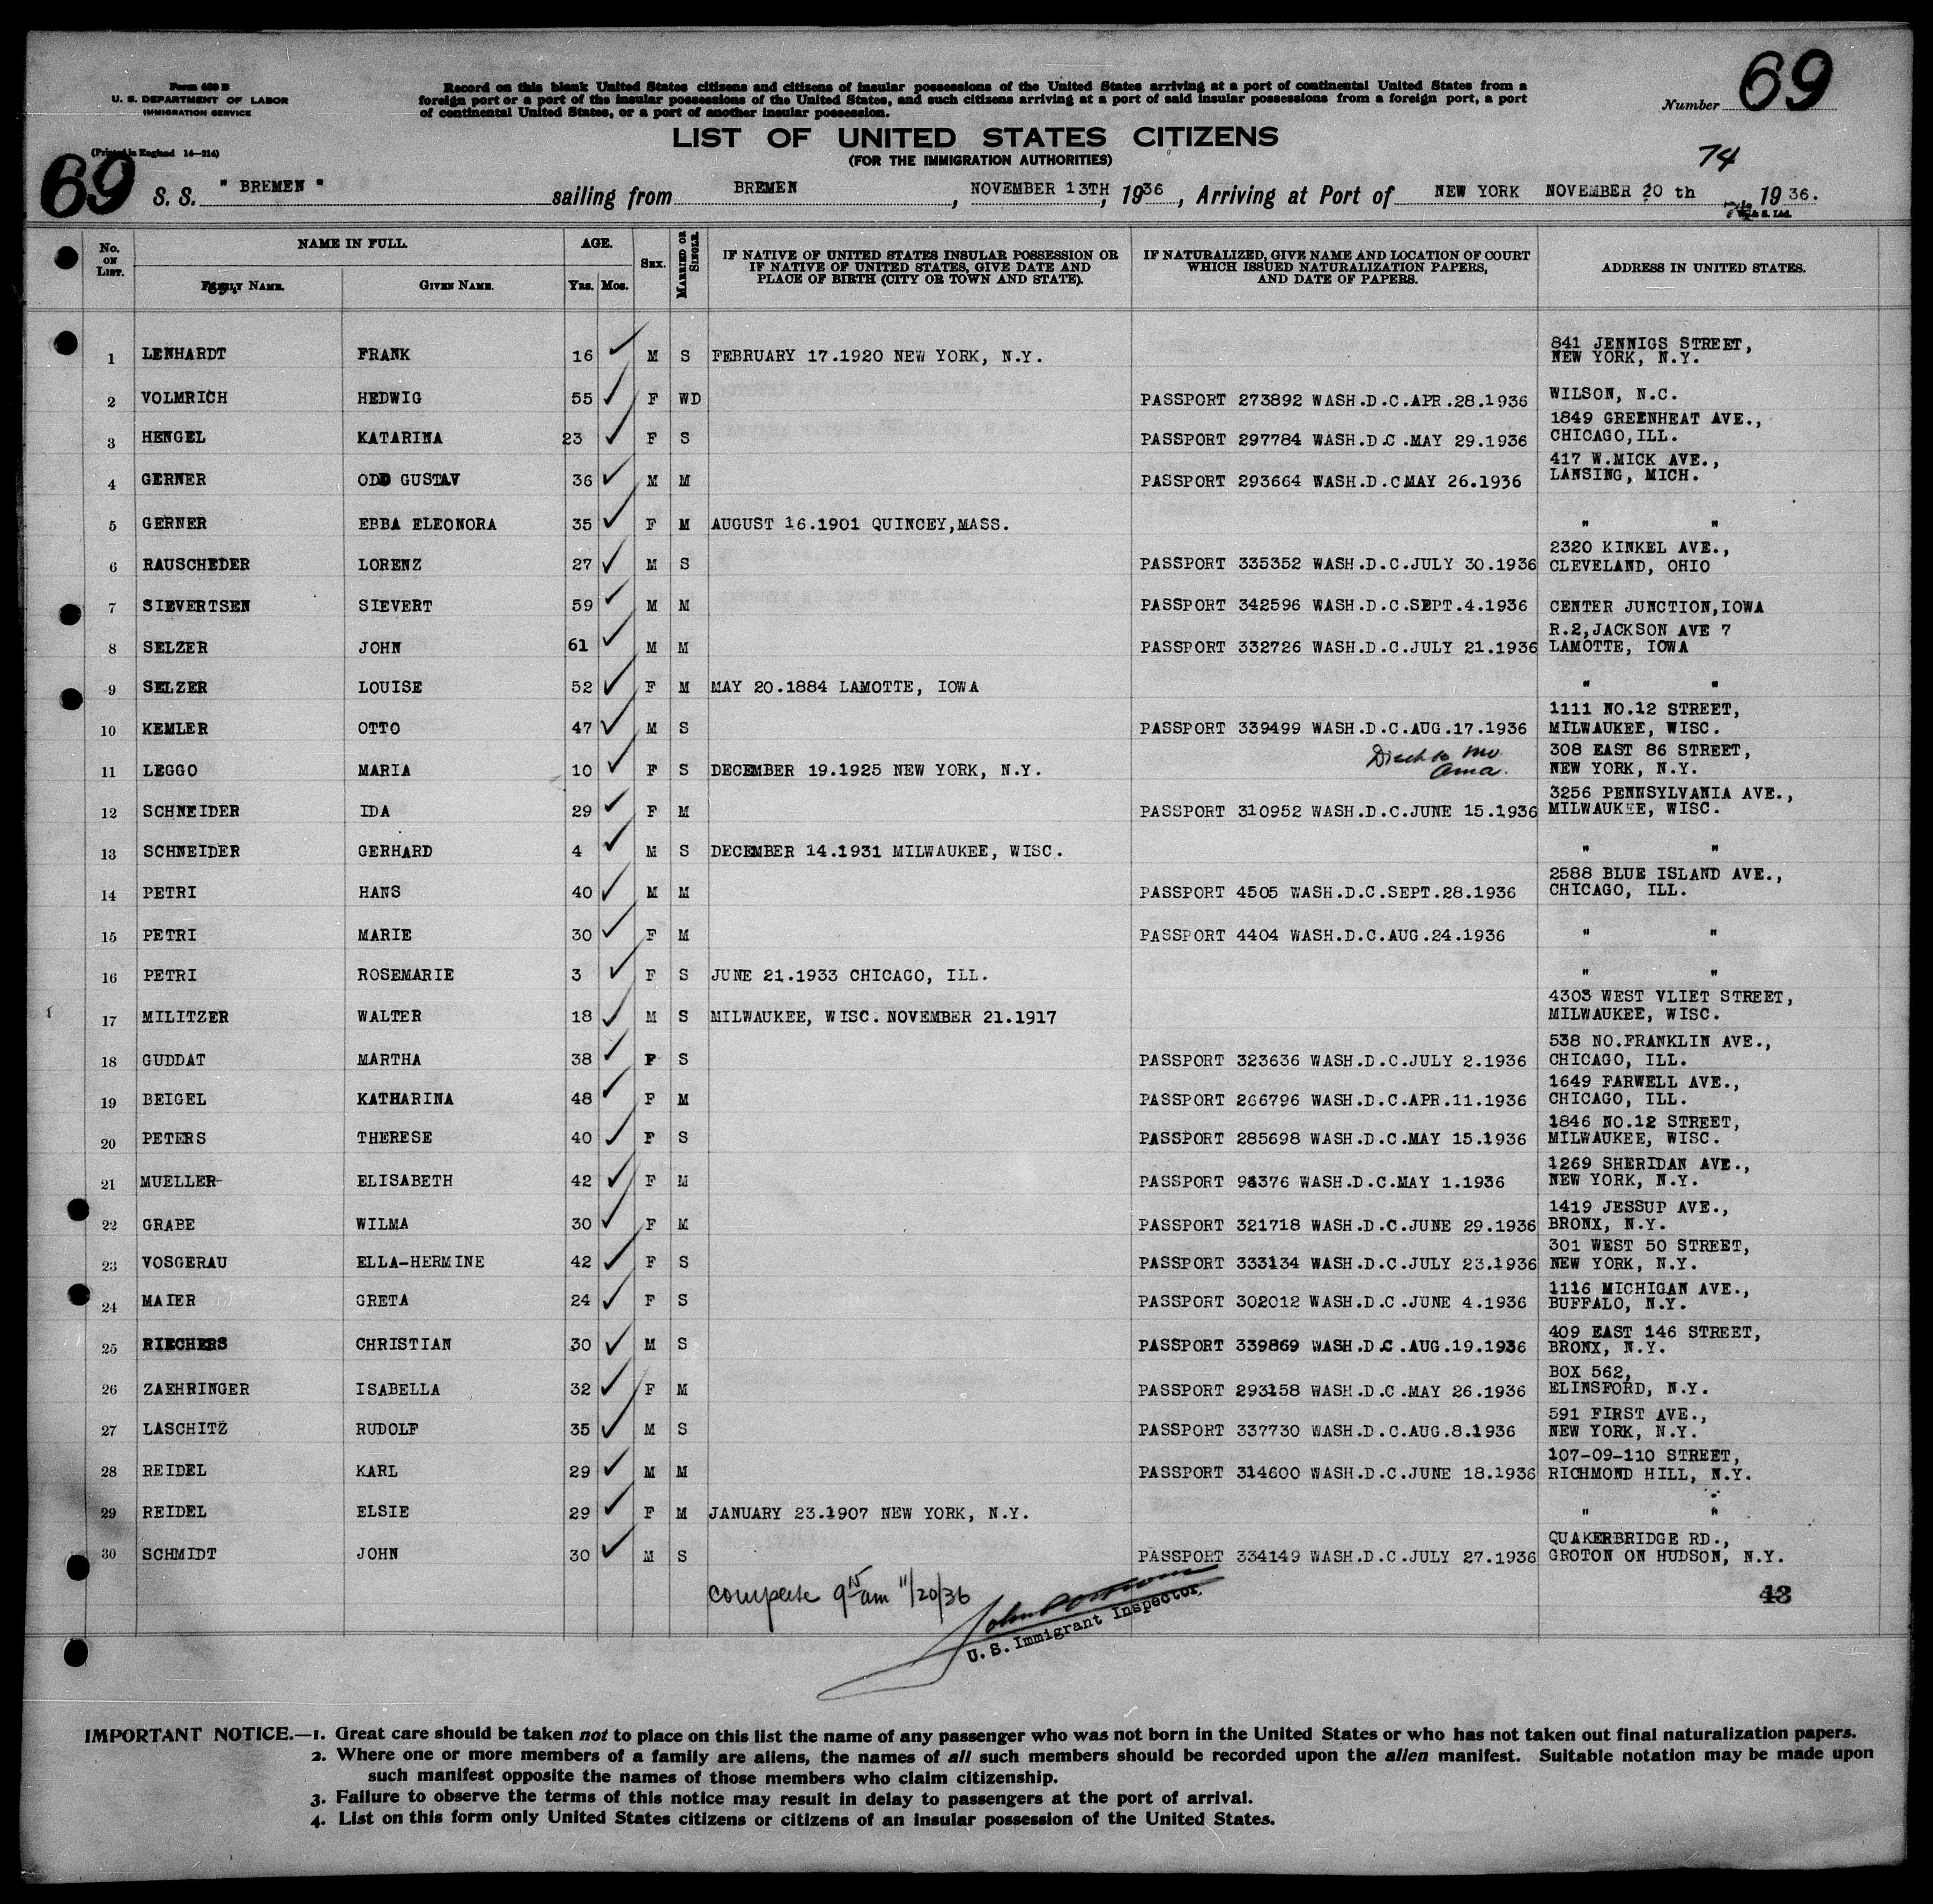 Form 489 B
U. S. DEPARTMENT OF LABOR
IMMIGRATION SERVICE
(Printed in England 14—214)
Record on this blank United States citizens and citizens of insular possessions of the United States arriving at a port of continental United States from a
foreign port or a port of the insular possessions of the United States, and such citizens arriving at a port of said insular possessions from a foreign port, a port
of continental United States, or a port of another insular possession.
Number 69
LIST OF UNITED STATES CITIZENS
(FOR THE IMMIGRATION AUTHORITIES)
74
69 S. S. " BREMEN " sailing from BREMEN, NOVEMBER 13TH, 1936, Arriving at Port of NEW YORK NOVEMBER 20 th 1936.
No. ON LIST. NAME IN FULL. FAMILY NAME. GIVEN NAME. AGE. YRS. MOS. SEX. MARRIED OR SINGLE. IF NATIVE OF UNITED STATES INSULAR POSSESSION OR IF NATIVE OF UNITED STATES, GIVE DATE AND PLACE OF BIRTH (CITY OR TOWN AND STATE). IF NATURALIZED, GIVE NAME AND LOCATION OF COURT WHICH ISSUED NATURALIZATION PAPERS, AND DATE OF PAPERS. ADDRESS IN UNITED STATES.
1 LENHARDT FRANK 16 M S FEBRUARY 17.1920 NEW YORK, N.Y. 841 JENNIGS STREET, NEW YORK, N.Y.
2 VOLMRICH HEDWIG 55 F WD PASSPORT 273892 WASH.D.C.APR.28.1936 WILSON, N.C.
3 HENGEL KATARINA 23 F S PASSPORT 297784 WASH.D.C.MAY 29.1936 1849 GREENHEAT AVE., CHICAGO,ILL.
4 GERNER ODD GUSTAV 36 M M PASSPORT 293664 WASH.D.CMAY 26.1936 417 W.MICK AVE., LANSING, MICH.
5 GERNER EBBA ELEONORA 35 F M AUGUST 16.1901 QUINCEY,MASS. " "
6 RAUSCHEDER LORENZ 27 M S PASSPORT 335352 WASH.D.C.JULY 30.1936 2320 KINKEL AVE., CLEVELAND, OHIO
7 SIEVERTSEN SIEVERT 59 M M PASSPORT 342596 WASH.D.C.SEPT.4.1936 CENTER JUNCTION,IOWA
8 SELZER JOHN 61 M M PASSPORT 332726 WASH.D.C.JULY 21.1936 R.2,JACKSON AVE 7 LAMOTTE, IOWA
9 SELZER LOUISE 52 F M MAY 20.1884 LAMOTTE, IOWA " "
10 KEMLER OTTO 47 M S PASSPORT 339499 WASH.D.C.AUG.17.1936 1111 NO.12 STREET, MILWAUKEE, WISC.
11 LEGGO MARIA 10 F S DECEMBER 19.1925 NEW YORK, N.Y. 308 EAST 86 STREET, NEW YORK, N.Y.
12 SCHNEIDER IDA 29 F M PASSPORT 310952 WASH.D.C.JUNE 15.1936 3256 PENNSYLVANIA AVE., MILWAUKEE, WISC.
13 SCHNEIDER GERHARD 4 M S DECEMBER 14.1931 MILWAUKEE, WISC. " "
14 PETRI HANS 40 M M PASSPORT 4505 WASH.D.C.SEPT.28.1936 2588 BLUE ISLAND AVE., CHICAGO, ILL.
15 PETRI MARIE 30 F M PASSPORT 4404 WASH.D.C.AUG.24.1936 " "
16 PETRI ROSEMARIE 3 F S JUNE 21.1933 CHICAGO, ILL. " "
17 MILITZER WALTER 18 M S MILWAUKEE, WISC. NOVEMBER 21.1917 4303 WEST VLIET STREET, MILWAUKEE, WISC.
18 GUDDAT MARTHA 38 F S PASSPORT 323636 WASH.D.C.JULY 2.1936 538 NO.FRANKLIN AVE., CHICAGO, ILL.
19 BEIGEL KATHARINA 48 F M PASSPORT 266796 WASH.D.C.APR.11.1936 1649 FARWELL AVE., CHICAGO, ILL.
20 PETERS THERESE 40 F S PASSPORT 285698 WASH.D.C.MAY 15.1936 1846 NO.12 STREET, MILWAUKEE, WISC.
21 MUELLER ELISABETH 42 F M PASSPORT 94376 WASH.D.C.MAY 1.1936 1269 SHERIDAN AVE., NEW YORK, N.Y.
22 GRABE WILMA 30 F M PASSPORT 321718 WASH.D.C.JUNE 29.1936 1419 JESSUP AVE., BRONX, N.Y.
23 VOSGERAU ELLA-HERMINE 42 F S PASSPORT 333134 WASH.D.C.JULY 23.1936 301 WEST 50 STREET, NEW YORK, N.Y.
24 MAIER GRETA 24 F S PASSPORT 302012 WASH.D.C.JUNE 4.1936 1116 MICHIGAN AVE., BUFFALO, N.Y.
25 RIECHERS CHRISTIAN 30 M S PASSPORT 339869 WASH.D.C.AUG.19.1936 409 EAST 146 STREET, BRONX, N.Y.
26 ZAEHRINGER ISABELLA 32 F M PASSPORT 293158 WASH.D.C.MAY 26.1936 BOX 562, ELINSFORD, N.Y.
27 LASCHITZ RUDOLF 35 M S PASSPORT 337730 WASH.D.C.AUG.8.1936 591 FIRST AVE., NEW YORK, N.Y.
28 REIDEL KARL 29 M M PASSPORT 314600 WASH.D.C.JUNE 18.1936 107-09-110 STREET, RICHMOND HILL, N.Y.
29 REIDEL ELSIE 29 F M JANUARY 23.1907 NEW YORK, N.Y. " "
30 SCHMIDT JOHN 30 M S PASSPORT 334149 WASH.D.C.JULY 27.1936 QUAKERBRIDGE RD., GROTON ON HUDSON, N.Y.
complete 9 15 am 11/20/36
43
U. S. Immigrant Inspector
IMPORTANT NOTICE.—1. Great care should be taken not to place on this list the name of any passenger who was not born in the United States or who has not taken out final naturalization papers.
2. Where one or more members of a family are aliens, the names of all such members should be recorded upon the alien manifest. Suitable notation may be made upon
such manifest opposite the names of those members who claim citizenship.
3. Failure to observe the terms of this notice may result in delay to passengers at the port of arrival.
4. List on this form only United States citizens or citizens of an insular possession of the United States.